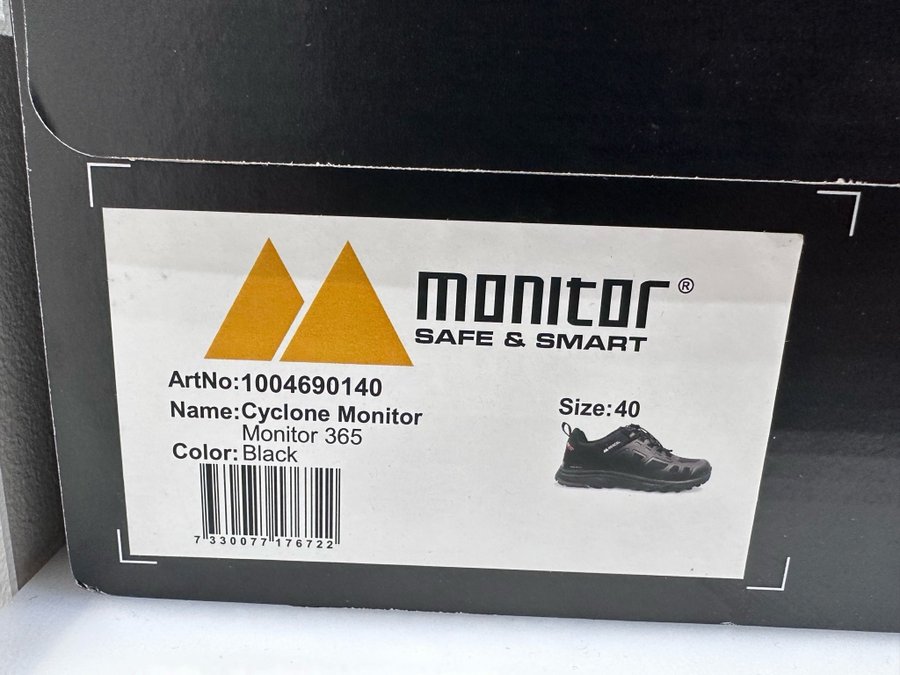 monitor®
SAFE & SMART
ArtNo:1004690140
Name:Cyclone Monitor
Monitor 365
Size:40
Color:Black
7 330077 176722